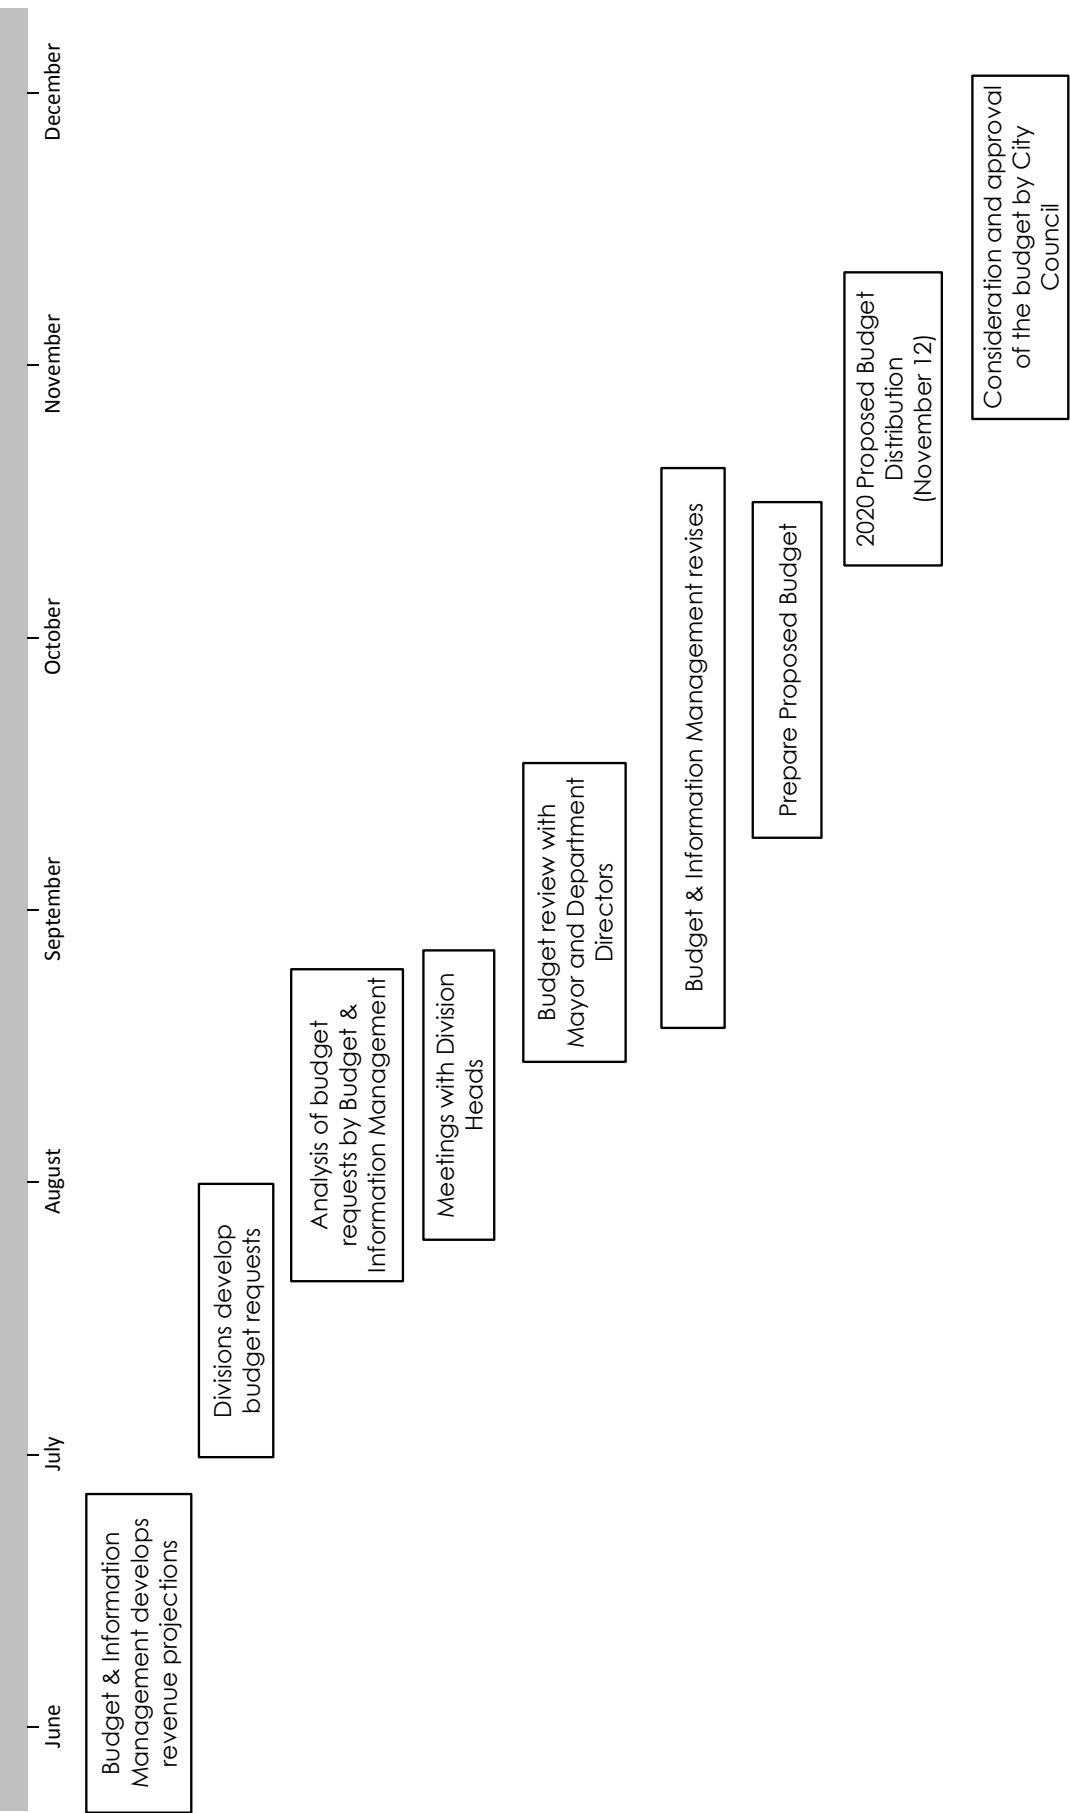 June
July
August
September
October
November
December
Budget & Information
Management develops
revenue projections
Divisions develop
budget requests
Analysis of budget
requests by Budget &
Information Management
Meetings with Division
Heads
Budget review with
Mayor and Department
Directors
Budget & Information Management revises
Prepare Proposed Budget
2020 Proposed Budget
Distribution
(November 12)
Consideration and approval
of the budget by City
Council